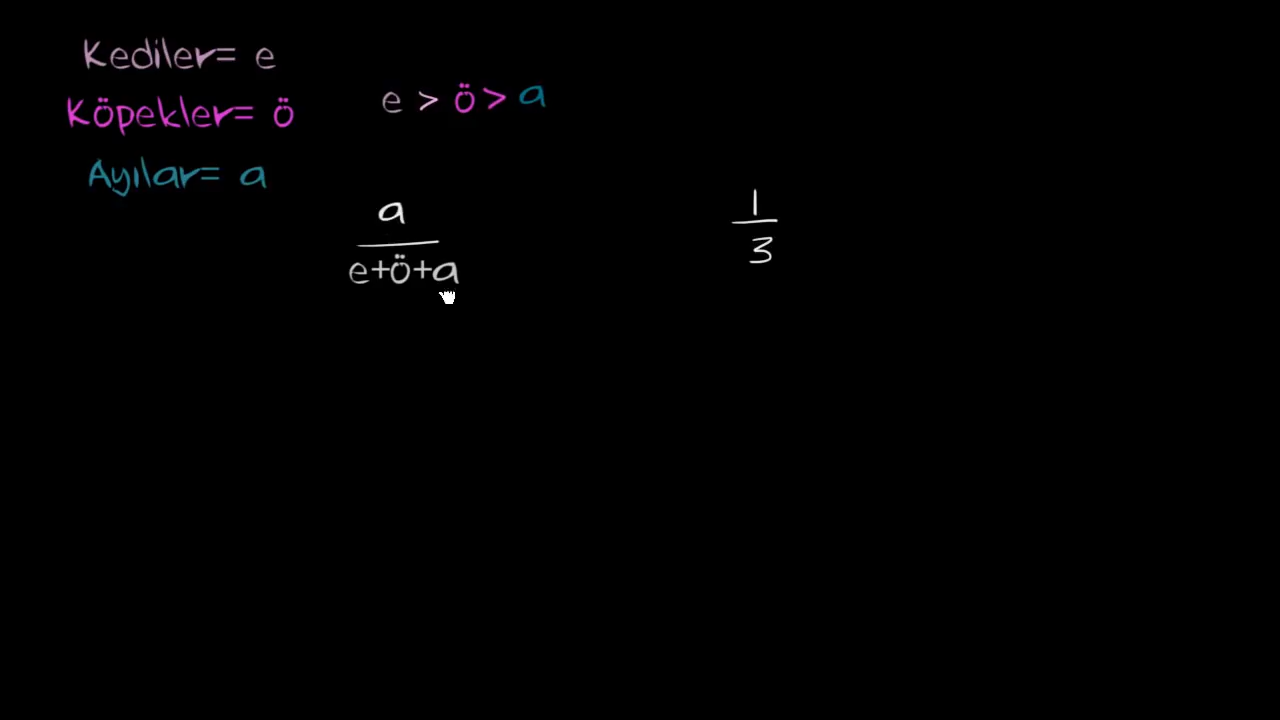 Kediler= e
Köpekler= ö
e > ö > a
Ayılar= a
a
e+ö+a
1
3